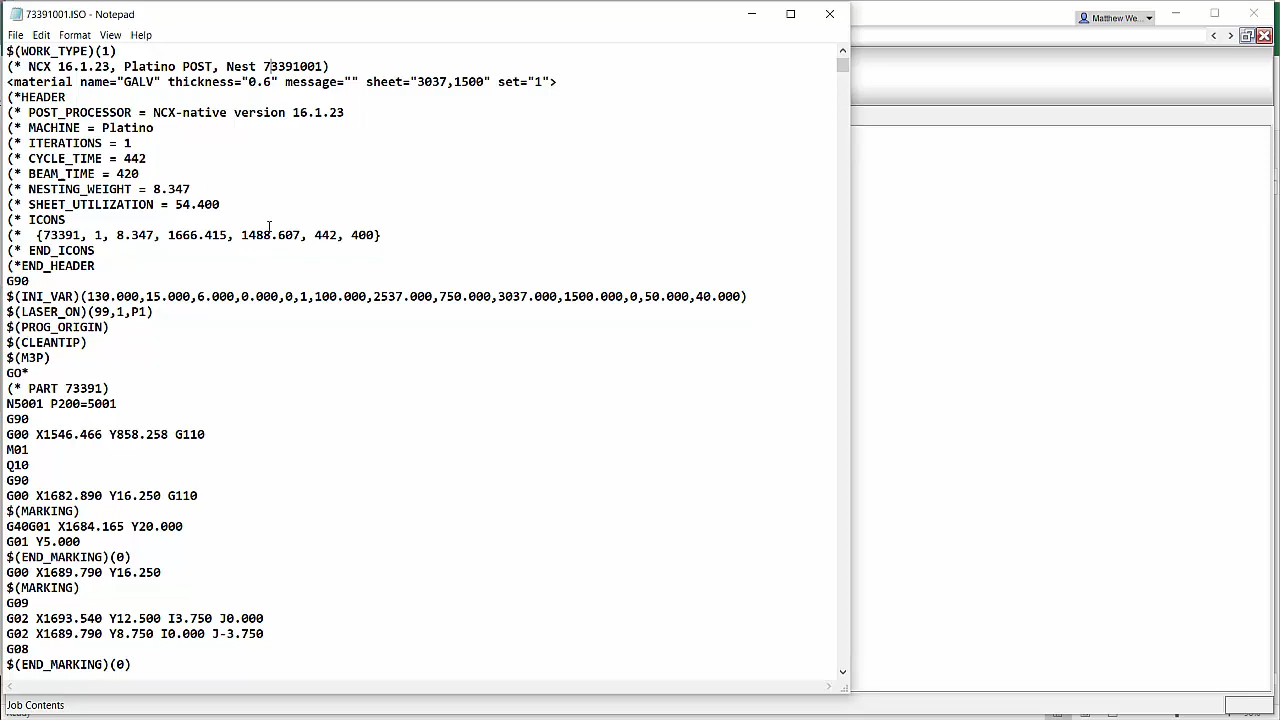 73391001.ISO - Notepad
Matthew We...
File Edit Format View Help
$(WORK_TYPE)(1)
(* NCX 16.1.23, Platino POST, Nest 73391001)
<material name="GALV" thickness="0.6" message="" sheet="3037,1500" set="1">
(*HEADER
(* POST_PROCESSOR = NCX-native version 16.1.23
(* MACHINE = Platino
(* ITERATIONS = 1
(* CYCLE_TIME = 442
(* BEAM_TIME = 420
(* NESTING_WEIGHT = 8.347
(* SHEET_UTILIZATION = 54.400
(* ICONS
(*  {73391, 1, 8.347, 1666.415, 1488.607, 442, 400}
(* END_ICONS
(*END_HEADER
G90
$(INI_VAR)(130.000,15.000,6.000,0.000,0,1,100.000,2537.000,750.000,3037.000,1500.000,0,50.000,40.000)
$(LASER_ON)(99,1,P1)
$(PROG_ORIGIN)
$(CLEANTIP)
$(M3P)
GO*
(* PART 73391)
N5001 P200=5001
G90
G00 X1546.466 Y858.258 G110
M01
Q10
G90
G00 X1682.890 Y16.250 G110
$(MARKING)
G40G01 X1684.165 Y20.000
G01 Y5.000
$(END_MARKING)(0)
G00 X1689.790 Y16.250
$(MARKING)
G09
G02 X1693.540 Y12.500 I3.750 J0.000
G02 X1689.790 Y8.750 I0.000 J-3.750
G08
$(END_MARKING)(0)
Job Contents